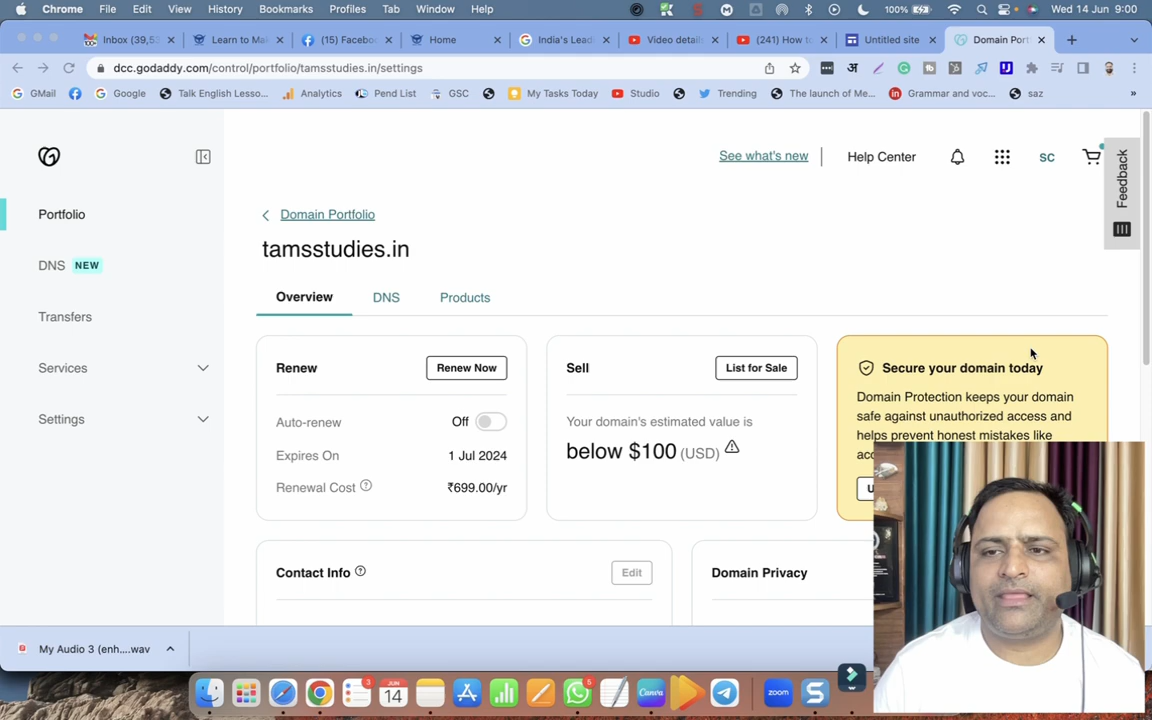 Chrome File Edit View History Bookmarks Profiles Tab Window Help 100% Wed 14 Jun 9:00
Inbox (39,5 Learn to Ma (15) Faceboo Home India's Lead Video detail (241) How t Untitled site Domain Port
dcc.godaddy.com/control/portfolio/tamsstudies.in/settings
GMail Google Talk English Lesso... Analytics Pend List GSC My Tasks Today Studio Trending The launch of Me... Grammar and voc... saz »
See what's new Help Center SC
Feedback
Portfolio
Domain Portfolio
tamsstudies.in
DNS NEW
Overview DNS Products
Transfers
Services
Settings
Renew Renew Now
Auto-renew Off
Expires On 1 Jul 2024
Renewal Cost ₹699.00/yr
Sell List for Sale
Your domain's estimated value is
below $100 (USD)
Secure your domain today
Domain Protection keeps your domain
safe against unauthorized access and
helps prevent honest mistakes like
Contact Info Edit
Domain Privacy
My Audio 3 (enh....wav
3
JUN
14
5
Canva
zoom
S